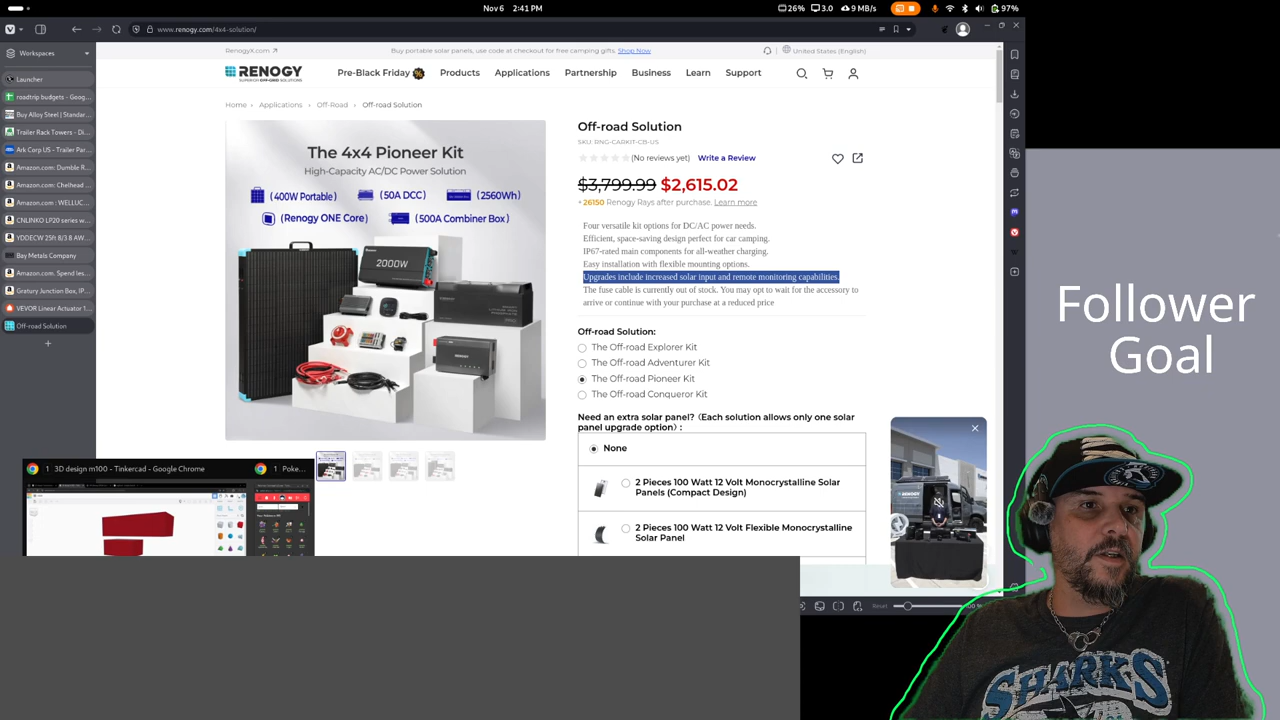 Nov 6 2:41 PM
26% 3.0 9 MB/s 97%
www.renogy.com/4x4-solution/
Workspaces
Launcher
roadtrip budgets - Goog...
Buy Alloy Steel | Standar...
Trailer Rack Towers - Di...
Ark Corp US - Trailer Par...
Amazon.com: Dumble R...
Amazon.com: Chelhead ...
Amazon.com : WELLUC...
CNLINKO LP20 series w...
YDDECW 25ft 8/3 8 AW...
Bay Metals Company
Amazon.com. Spend les...
Gratury Junction Box, IP...
VEVOR Linear Actuator 1...
Off-road Solution
RenogyX.com
Buy portable solar panels, use code at checkout for free camping gifts. Shop Now
United States (English)
RENOGY
Pre-Black Friday Products Applications Partnership Business Learn Support
Home › Applications › Off-Road › Off-road Solution
The 4x4 Pioneer Kit
High-Capacity AC/DC Power Solution
(400W Portable) (50A DCC) (2560Wh)
(Renogy ONE Core) (500A Combiner Box)
2000W
Off-road Solution
SKU: RNG-CARKIT-CB-US
(No reviews yet) Write a Review
$3,799.99 $2,615.02
+26150 Renogy Rays after purchase. Learn more
Four versatile kit options for DC/AC power needs.
Efficient, space-saving design perfect for car camping.
IP67-rated main components for all-weather charging.
Easy installation with flexible mounting options.
Upgrades include increased solar input and remote monitoring capabilities.
The fuse cable is currently out of stock. You may opt to wait for the accessory to
arrive or continue with your purchase at a reduced price
Off-road Solution:
The Off-road Explorer Kit
The Off-road Adventurer Kit
The Off-road Pioneer Kit
The Off-road Conqueror Kit
Need an extra solar panel? (Each solution allows only one solar
panel upgrade option) :
None
2 Pieces 100 Watt 12 Volt Monocrystalline Solar
Panels (Compact Design)
2 Pieces 100 Watt 12 Volt Flexible Monocrystalline
Solar Panel
1 3D design m100 - Tinkercad - Google Chrome
1 Poke...
Reset
Follower
Goal
SHARKS